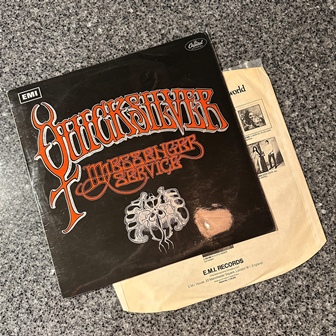 EMI
Capitol
QUICKSILVER
MESSENGER
SERVICE
world
E.M.I. RECORDS